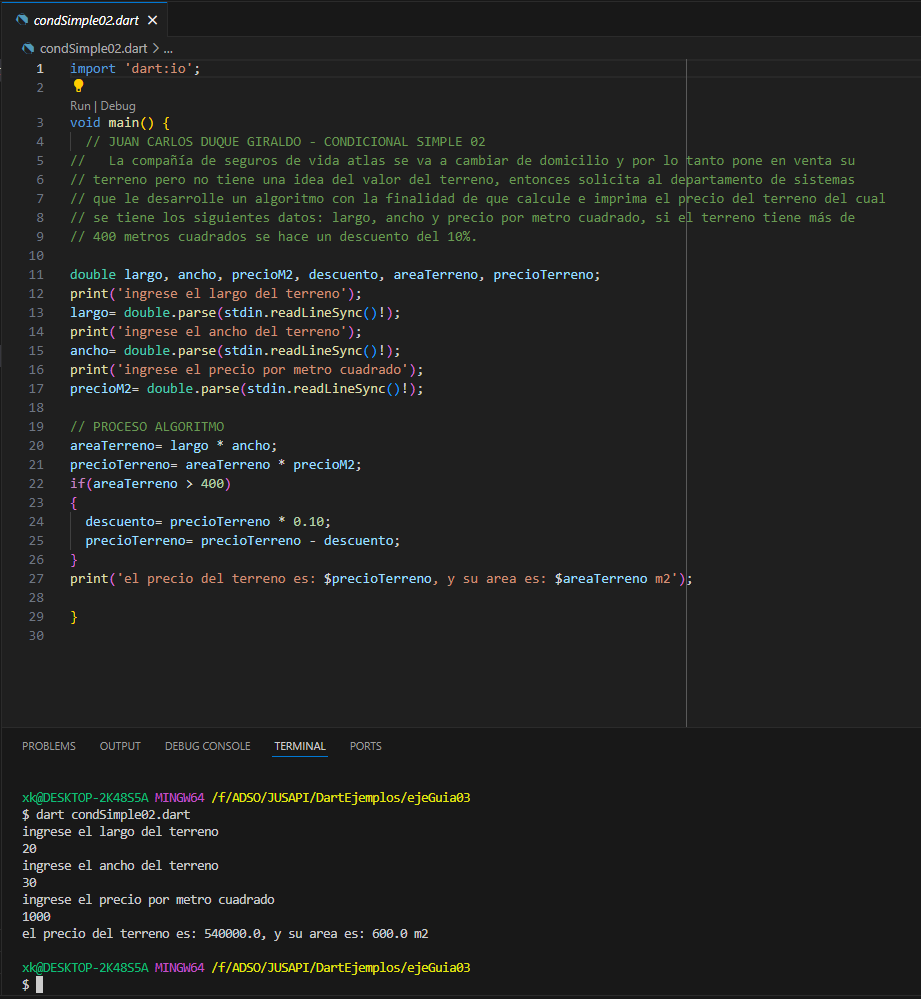 condSimple02.dart
condSimple02.dart > ...
1 import 'dart:io';
2
Run | Debug
3 void main() {
4 // JUAN CARLOS DUQUE GIRALDO - CONDICIONAL SIMPLE 02
5 //   La compañía de seguros de vida atlas se va a cambiar de domicilio y por lo tanto pone en venta su
6 // terreno pero no tiene una idea del valor del terreno, entonces solicita al departamento de sistemas
7 // que le desarrolle un algoritmo con la finalidad de que calcule e imprima el precio del terreno del cual
8 // se tiene los siguientes datos: largo, ancho y precio por metro cuadrado, si el terreno tiene más de
9 // 400 metros cuadrados se hace un descuento del 10%.
10
11 double largo, ancho, precioM2, descuento, areaTerreno, precioTerreno;
12 print('ingrese el largo del terreno');
13 largo= double.parse(stdin.readLineSync()!);
14 print('ingrese el ancho del terreno');
15 ancho= double.parse(stdin.readLineSync()!);
16 print('ingrese el precio por metro cuadrado');
17 precioM2= double.parse(stdin.readLineSync()!);
18
19 // PROCESO ALGORITMO
20 areaTerreno= largo * ancho;
21 precioTerreno= areaTerreno * precioM2;
22 if(areaTerreno > 400)
23 {
24   descuento= precioTerreno * 0.10;
25   precioTerreno= precioTerreno - descuento;
26 }
27 print('el precio del terreno es: $precioTerreno, y su area es: $areaTerreno m2');
28
29 }
30
PROBLEMS OUTPUT DEBUG CONSOLE TERMINAL PORTS
xk@DESKTOP-2K48S5A MINGW64 /f/ADSO/JUSAPI/DartEjemplos/ejeGuia03
$ dart condSimple02.dart
ingrese el largo del terreno
20
ingrese el ancho del terreno
30
ingrese el precio por metro cuadrado
1000
el precio del terreno es: 540000.0, y su area es: 600.0 m2
xk@DESKTOP-2K48S5A MINGW64 /f/ADSO/JUSAPI/DartEjemplos/ejeGuia03
$